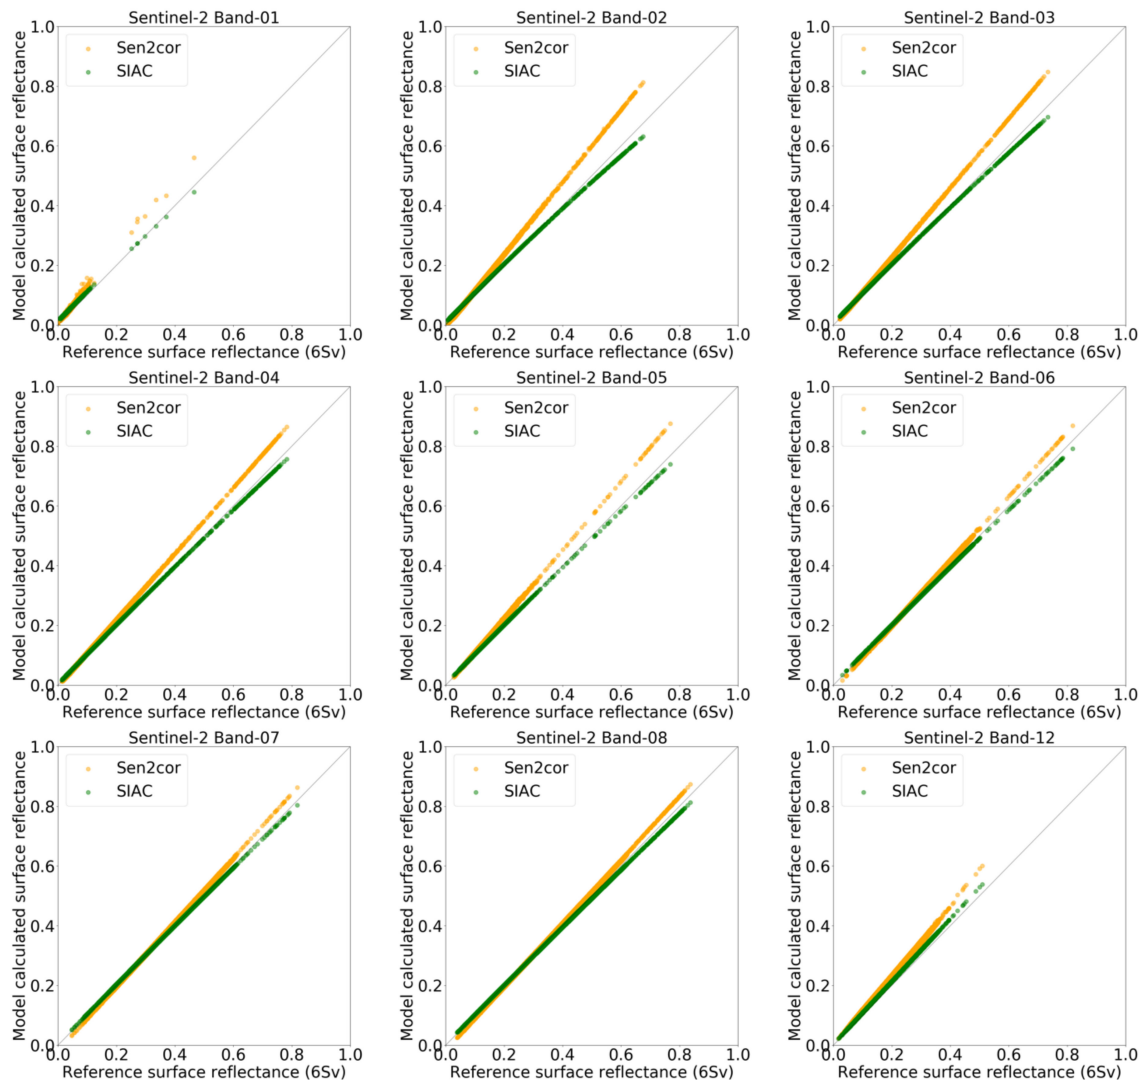 Sentinel-2 Band-01
Model calculated surface reflectance
1.0
0.8
0.6
0.4
0.2
0.0
Sen2cor
SIAC
0.0 0.2 0.4 0.6 0.8 1.0
Reference surface reflectance (6Sv)
Sentinel-2 Band-02
Model calculated surface reflectance
1.0
0.8
0.6
0.4
0.2
0.0
Sen2cor
SIAC
0.0 0.2 0.4 0.6 0.8 1.0
Reference surface reflectance (6Sv)
Sentinel-2 Band-03
Model calculated surface reflectance
1.0
0.8
0.6
0.4
0.2
0.0
Sen2cor
SIAC
0.0 0.2 0.4 0.6 0.8 1.0
Reference surface reflectance (6Sv)
Sentinel-2 Band-04
Model calculated surface reflectance
1.0
0.8
0.6
0.4
0.2
0.0
Sen2cor
SIAC
0.0 0.2 0.4 0.6 0.8 1.0
Reference surface reflectance (6Sv)
Sentinel-2 Band-05
Model calculated surface reflectance
1.0
0.8
0.6
0.4
0.2
0.0
Sen2cor
SIAC
0.0 0.2 0.4 0.6 0.8 1.0
Reference surface reflectance (6Sv)
Sentinel-2 Band-06
Model calculated surface reflectance
1.0
0.8
0.6
0.4
0.2
0.0
Sen2cor
SIAC
0.0 0.2 0.4 0.6 0.8 1.0
Reference surface reflectance (6Sv)
Sentinel-2 Band-07
Model calculated surface reflectance
1.0
0.8
0.6
0.4
0.2
0.0
Sen2cor
SIAC
0.0 0.2 0.4 0.6 0.8 1.0
Reference surface reflectance (6Sv)
Sentinel-2 Band-08
Model calculated surface reflectance
1.0
0.8
0.6
0.4
0.2
0.0
Sen2cor
SIAC
0.0 0.2 0.4 0.6 0.8 1.0
Reference surface reflectance (6Sv)
Sentinel-2 Band-12
Model calculated surface reflectance
1.0
0.8
0.6
0.4
0.2
0.0
Sen2cor
SIAC
0.0 0.2 0.4 0.6 0.8 1.0
Reference surface reflectance (6Sv)